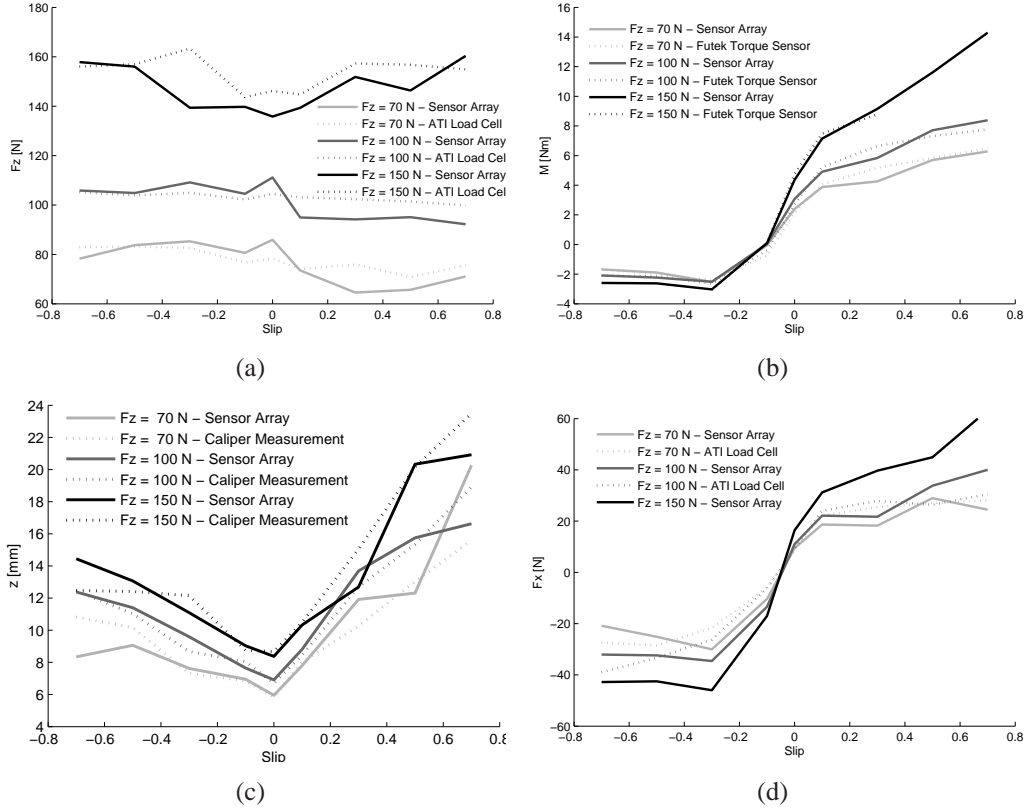 180
160
140
120
100
80
60
Fz [N]
Fz = 70 N – Sensor Array
Fz = 70 N – ATI Load Cell
Fz = 100 N – Sensor Array
Fz = 100 N – ATI Load Cel
Fz = 150 N – Sensor Array
Fz = 150 N – ATI Load Cel
−0.8 −0.6 −0.4 −0.2 0 0.2 0.4 0.6 0.8
Slip
(a)
16
14
12
10
8
6
4
2
0
−2
−4
M [Nm]
Fz = 70 N – Sensor Array
Fz = 70 N – Futek Torque Sensor
Fz = 100 N – Sensor Array
Fz = 100 N – Futek Torque Sensor
Fz = 150 N – Sensor Array
Fz = 150 N – Futek Torque Sensor
−0.8 −0.6 −0.4 −0.2 0 0.2 0.4 0.6 0.8
Slip
(b)
24
22
20
18
16
14
12
10
8
6
4
z [mm]
Fz = 70 N – Sensor Array
Fz = 70 N – Caliper Measurement
Fz = 100 N – Sensor Array
Fz = 100 N – Caliper Measurement
Fz = 150 N – Sensor Array
Fz = 150 N – Caliper Measurement
−0.8 −0.6 −0.4 −0.2 0 0.2 0.4 0.6 0.8
Slip
(c)
60
40
20
0
−20
−40
−60
Fx [N]
Fz = 70 N – Sensor Array
Fz = 70 N – ATI Load Cell
Fz = 100 N – Sensor Array
Fz = 100 N – ATI Load Cell
Fz = 150 N – Sensor Array
−0.8 −0.6 −0.4 −0.2 0 0.2 0.4 0.6 0.8
Slip
(d)